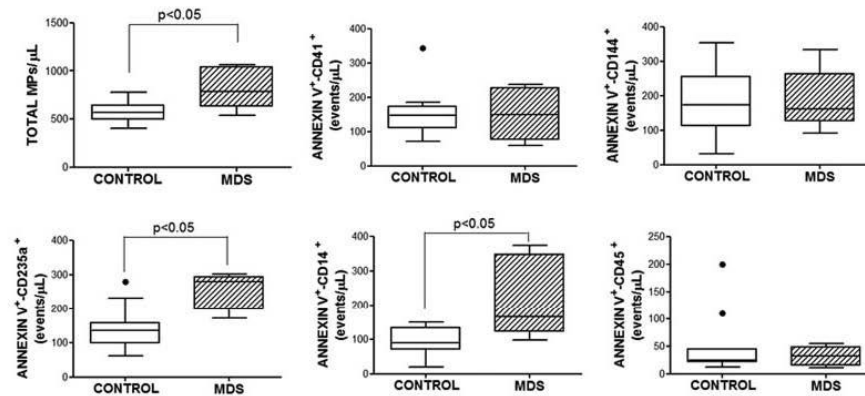 p<0.05
TOTAL MPs/μL
1500
1000
500
0
CONTROL
MDS
ANNEXIN V⁺-CD41⁺
(events/μL)
400
300
200
100
0
CONTROL
MDS
ANNEXIN V⁺-CD144⁺
(events/μL)
400
300
200
100
0
CONTROL
MDS
p<0.05
ANNEXIN V⁺-CD235a⁺
(events/μL)
400
300
200
100
0
CONTROL
MDS
p<0.05
ANNEXIN V⁺-CD14⁺
(events/μL)
400
300
200
100
0
CONTROL
MDS
ANNEXIN V⁺-CD45⁺
(events/μL)
250
200
150
100
50
0
CONTROL
MDS